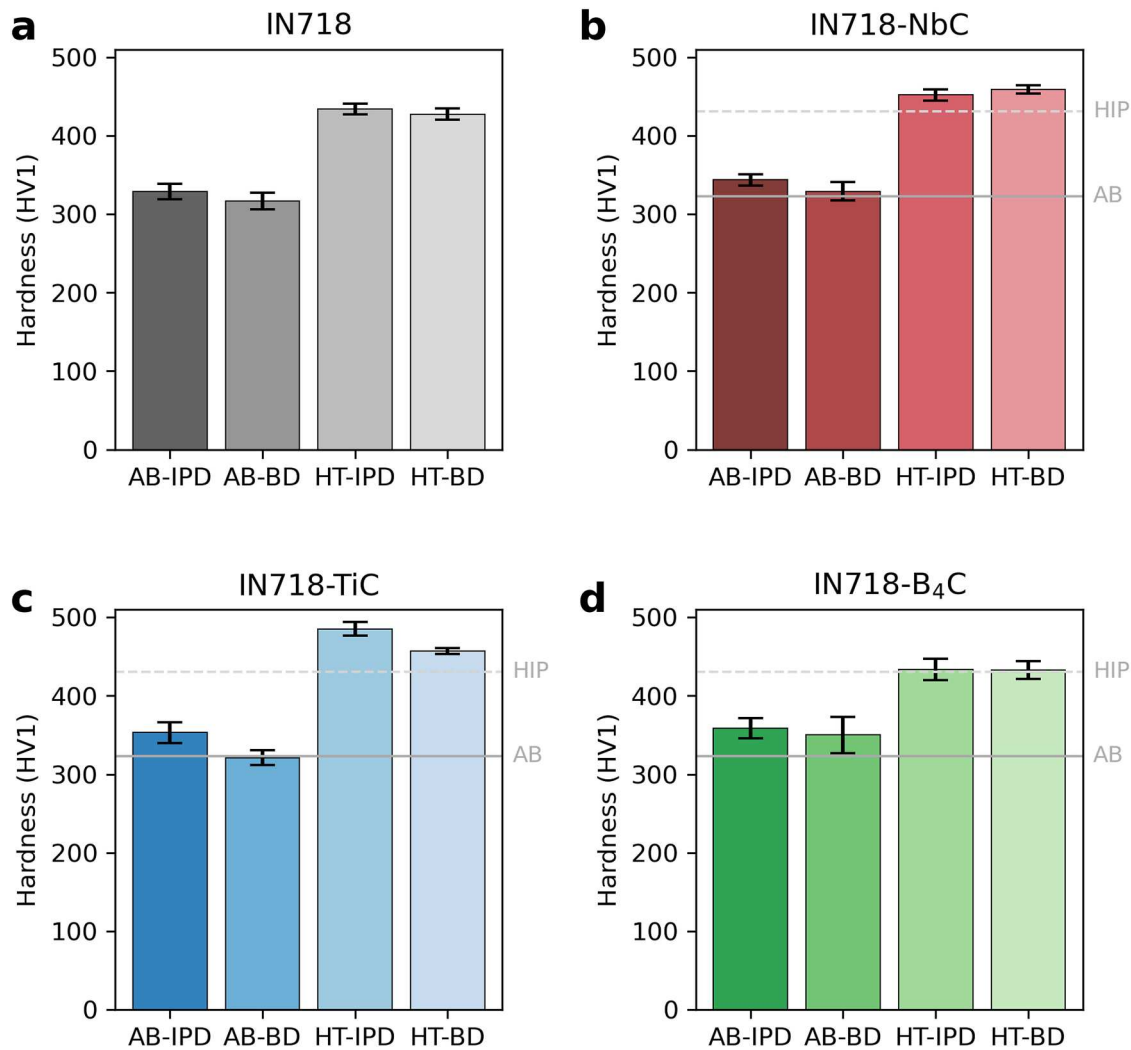 a
IN718
Hardness (HV1)
500
400
300
200
100
0
AB-IPD AB-BD HT-IPD HT-BD
b
IN718-NbC
Hardness (HV1)
500
400
300
200
100
0
HIP
AB
AB-IPD AB-BD HT-IPD HT-BD
c
IN718-TiC
Hardness (HV1)
500
400
300
200
100
0
HIP
AB
AB-IPD AB-BD HT-IPD HT-BD
d
IN718-B₄C
Hardness (HV1)
500
400
300
200
100
0
HIP
AB
AB-IPD AB-BD HT-IPD HT-BD